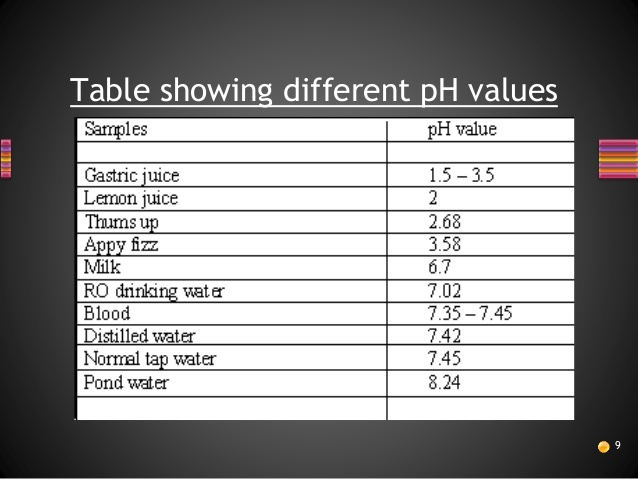 Table showing different pH values
Samples pH value
Gastric juice 1.5 – 3.5
Lemon juice 2
Thums up 2.68
Appy fizz 3.58
Milk 6.7
RO drinking water 7.02
Blood 7.35 – 7.45
Distilled water 7.42
Normal tap water 7.45
Pond water 8.24
9